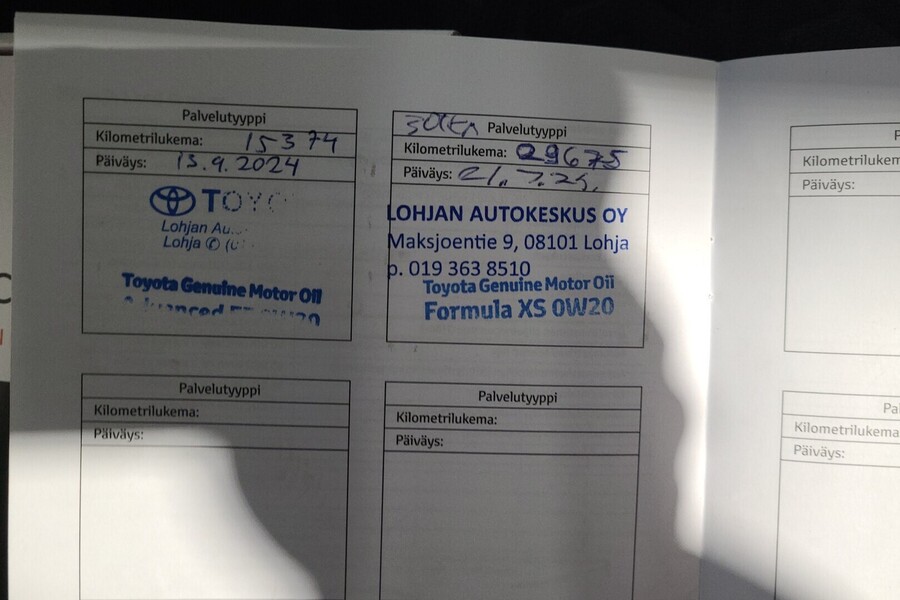 Palvelutyyppi
Kilometrilukema: 15374
Päiväys: 13.9.2024
TOYO
Lohjan Au
Lohja
Toyota Genuine Motor Oil
Palvelutyyppi
Kilometrilukema: 29675
Päiväys: 21.7.25.
LOHJAN AUTOKESKUS OY
Maksjoentie 9, 08101 Lohja
p. 019 363 8510
Toyota Genuine Motor Oil
Formula XS 0W20
P
Kilometrilukem
Päiväys:
Palvelutyyppi
Kilometrilukema:
Päiväys:
Palvelutyyppi
Kilometrilukema:
Päiväys:
Pa
Kilometrilukema
Päiväys: